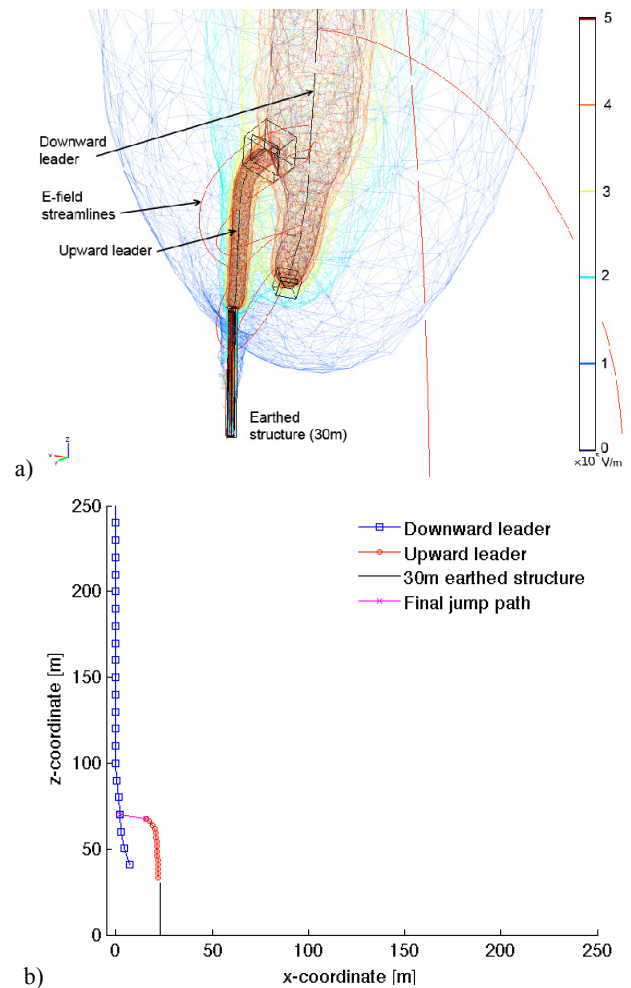 5
4
3
2
1
0
×10⁵ V/m
Downward
leader
E-field
streamlines
Upward leader
Earthed
structure (30m)
z
x
y
a)
250
200
150
100
50
0
z-coordinate [m]
Downward leader
Upward leader
30m earthed structure
Final jump path
0
50
100
150
200
250
x-coordinate [m]
b)